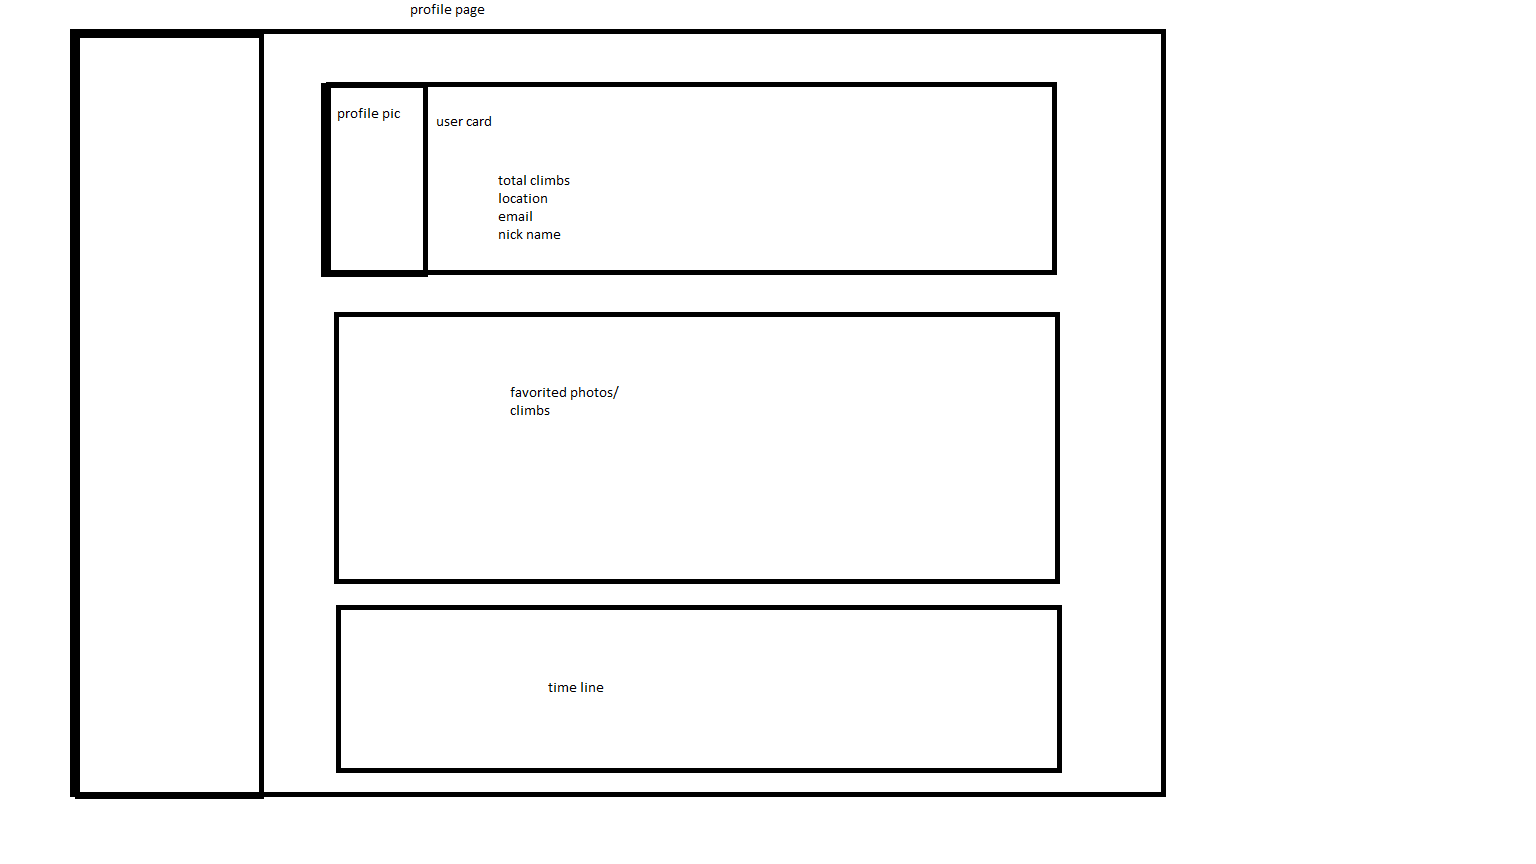 profile page
profile pic
user card
total climbs
location
email
nick name
favorited photos/
climbs
time line